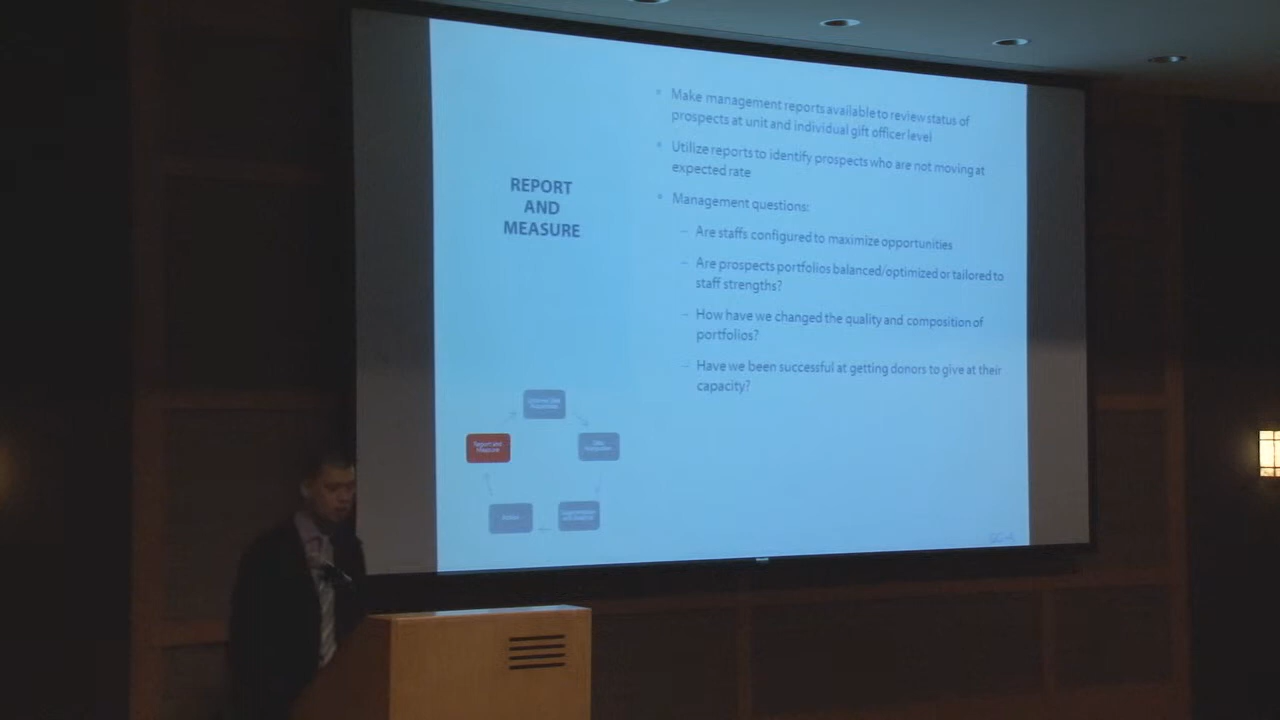 REPORT
AND
MEASURE
Make management reports available to review status of
prospects at unit and individual gift officer level
Utilize reports to identify prospects who are not moving at
expected rate
Management questions:
– Are staffs configured to maximize opportunities
– Are prospects portfolios balanced/optimized or tailored to
staff strengths?
– How have we changed the quality and composition of
portfolios?
– Have we been successful at getting donors to give at their
capacity?
Report and
Measure